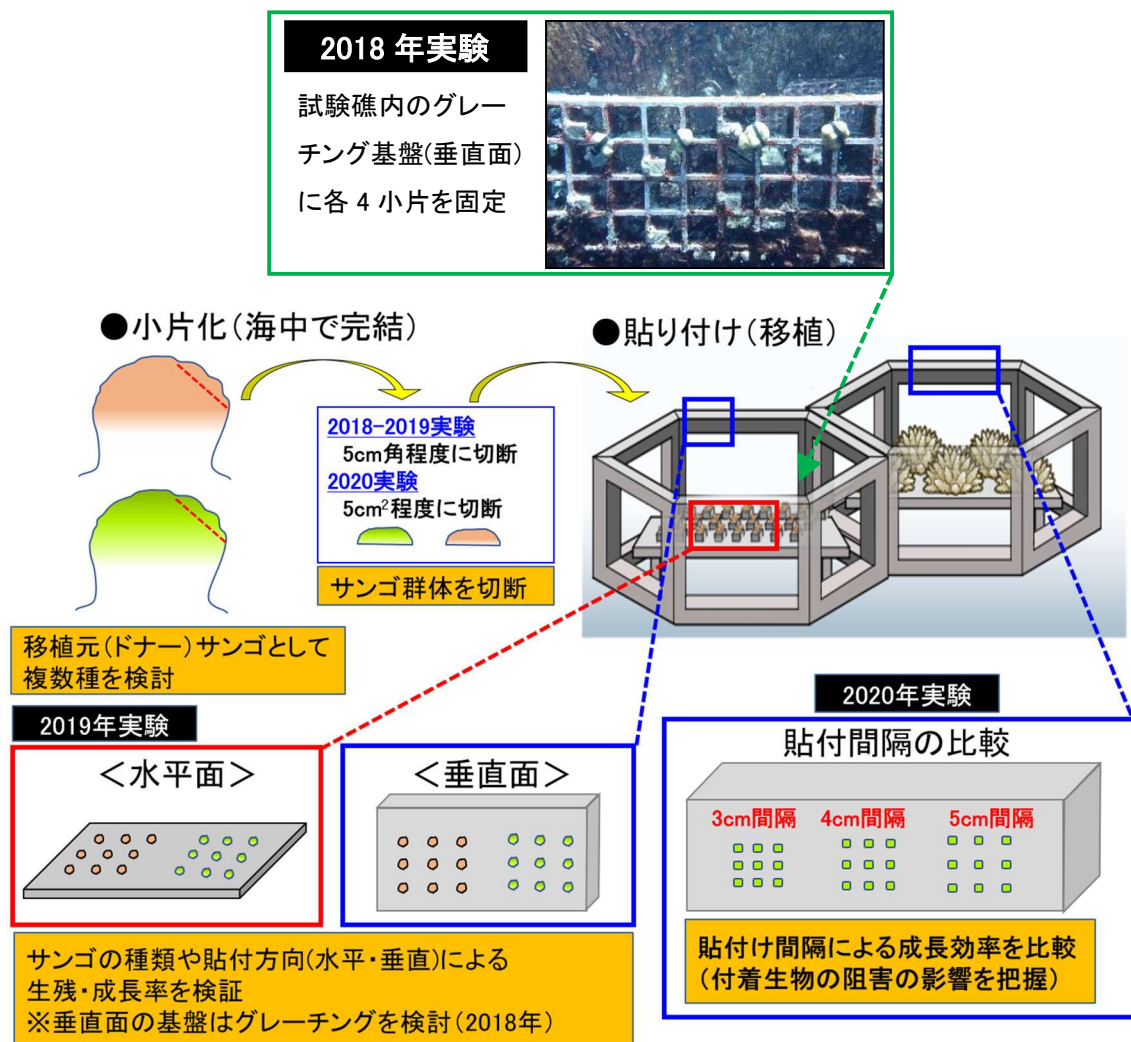 2018 年実験
試験礁内のグレー
チング基盤(垂直面)
に各 4 小片を固定
●小片化(海中で完結)
●貼り付け(移植)
2018-2019実験
5cm角程度に切断
2020実験
5cm²程度に切断
サンゴ群体を切断
移植元(ドナー)サンゴとして
複数種を検討
2019年実験
<水平面>
<垂直面>
サンゴの種類や貼付方向(水平・垂直)による
生残・成長率を検証
※垂直面の基盤はグレーチングを検討(2018年)
2020年実験
貼付間隔の比較
3cm間隔 4cm間隔 5cm間隔
貼付け間隔による成長効率を比較
(付着生物の阻害の影響を把握)